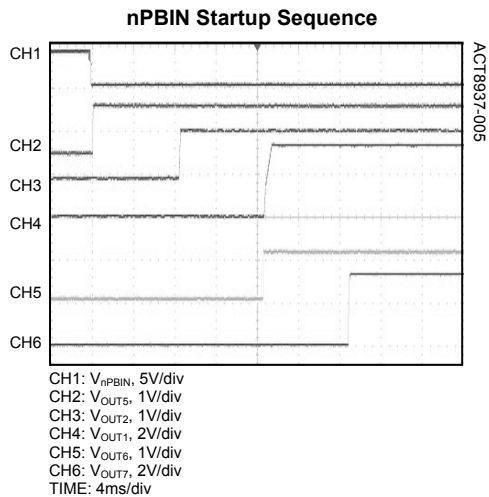 nPBIN Startup Sequence
CH1
CH2
CH3
CH4
CH5
CH6
ACT8937-005
CH1: VnPBIN, 5V/div
CH2: VOUT5, 1V/div
CH3: VOUT2, 1V/div
CH4: VOUT1, 2V/div
CH5: VOUT6, 1V/div
CH6: VOUT7, 2V/div
TIME: 4ms/div